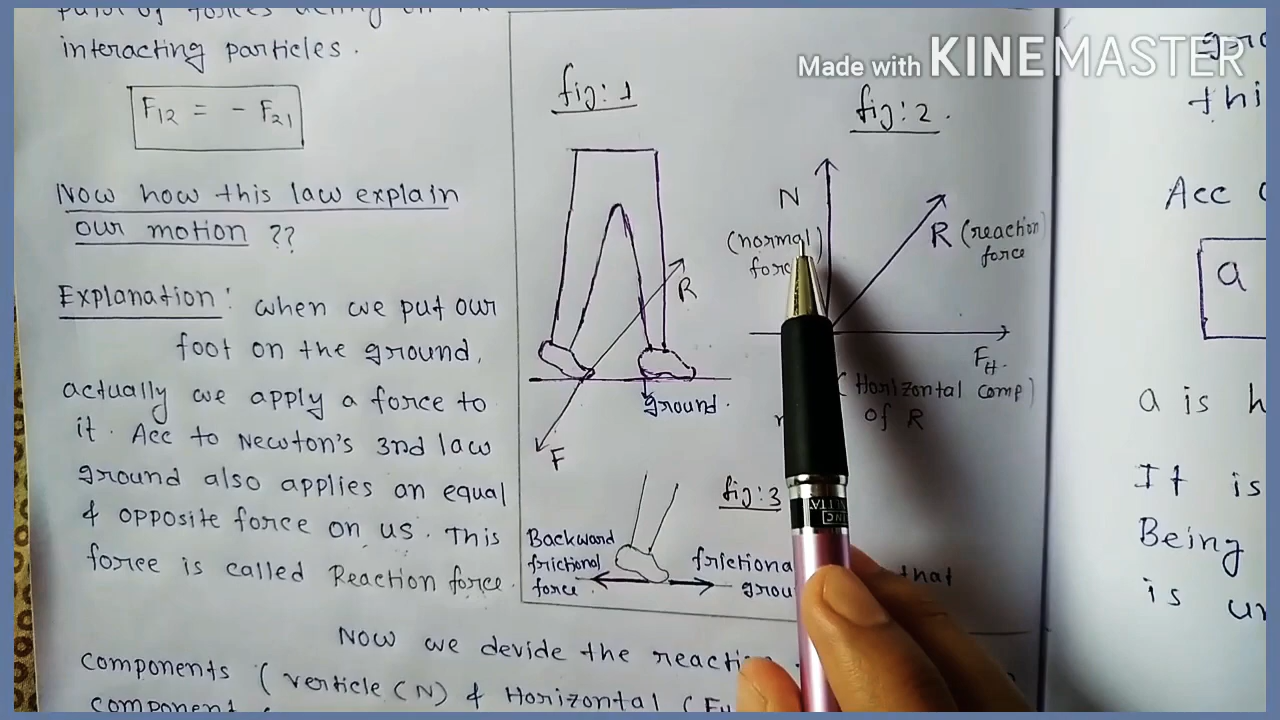 interacting particles.
F12 = - F21
Now how this law explain
our motion ??
Explanation: when we put our
foot on the ground,
actually we apply a force to
it. Acc to Newton's 3rd law
ground also applies an equal
& opposite force on us. This
force is called Reaction force.
Now we devide the
components (verticle (N) & Horizontal (FH
component
fig: 1
R
ground.
F
fig: 2.
N
(normal)
R (reaction)
force
FH.
(Horizontal comp)
of R
fig: 3
Backward
frictional
force.
that
Made with KINEMASTER
Acc
a
a is
It is
Being
is